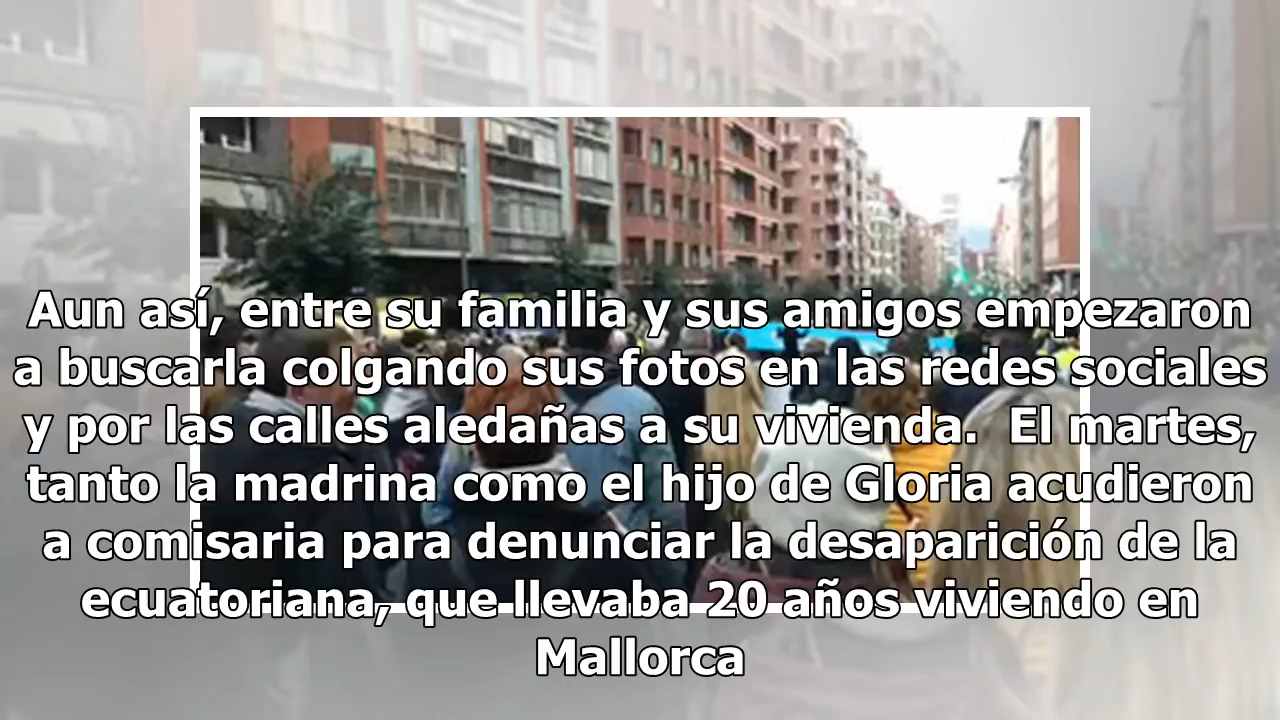 Aun así, entre su familia y sus amigos empezaron
a buscarla colgando sus fotos en las redes sociales
y por las calles aledañas a su vivienda.  El martes,
tanto la madrina como el hijo de Gloria acudieron
a comisaria para denunciar la desaparición de la
ecuatoriana, que llevaba 20 años viviendo en
Mallorca